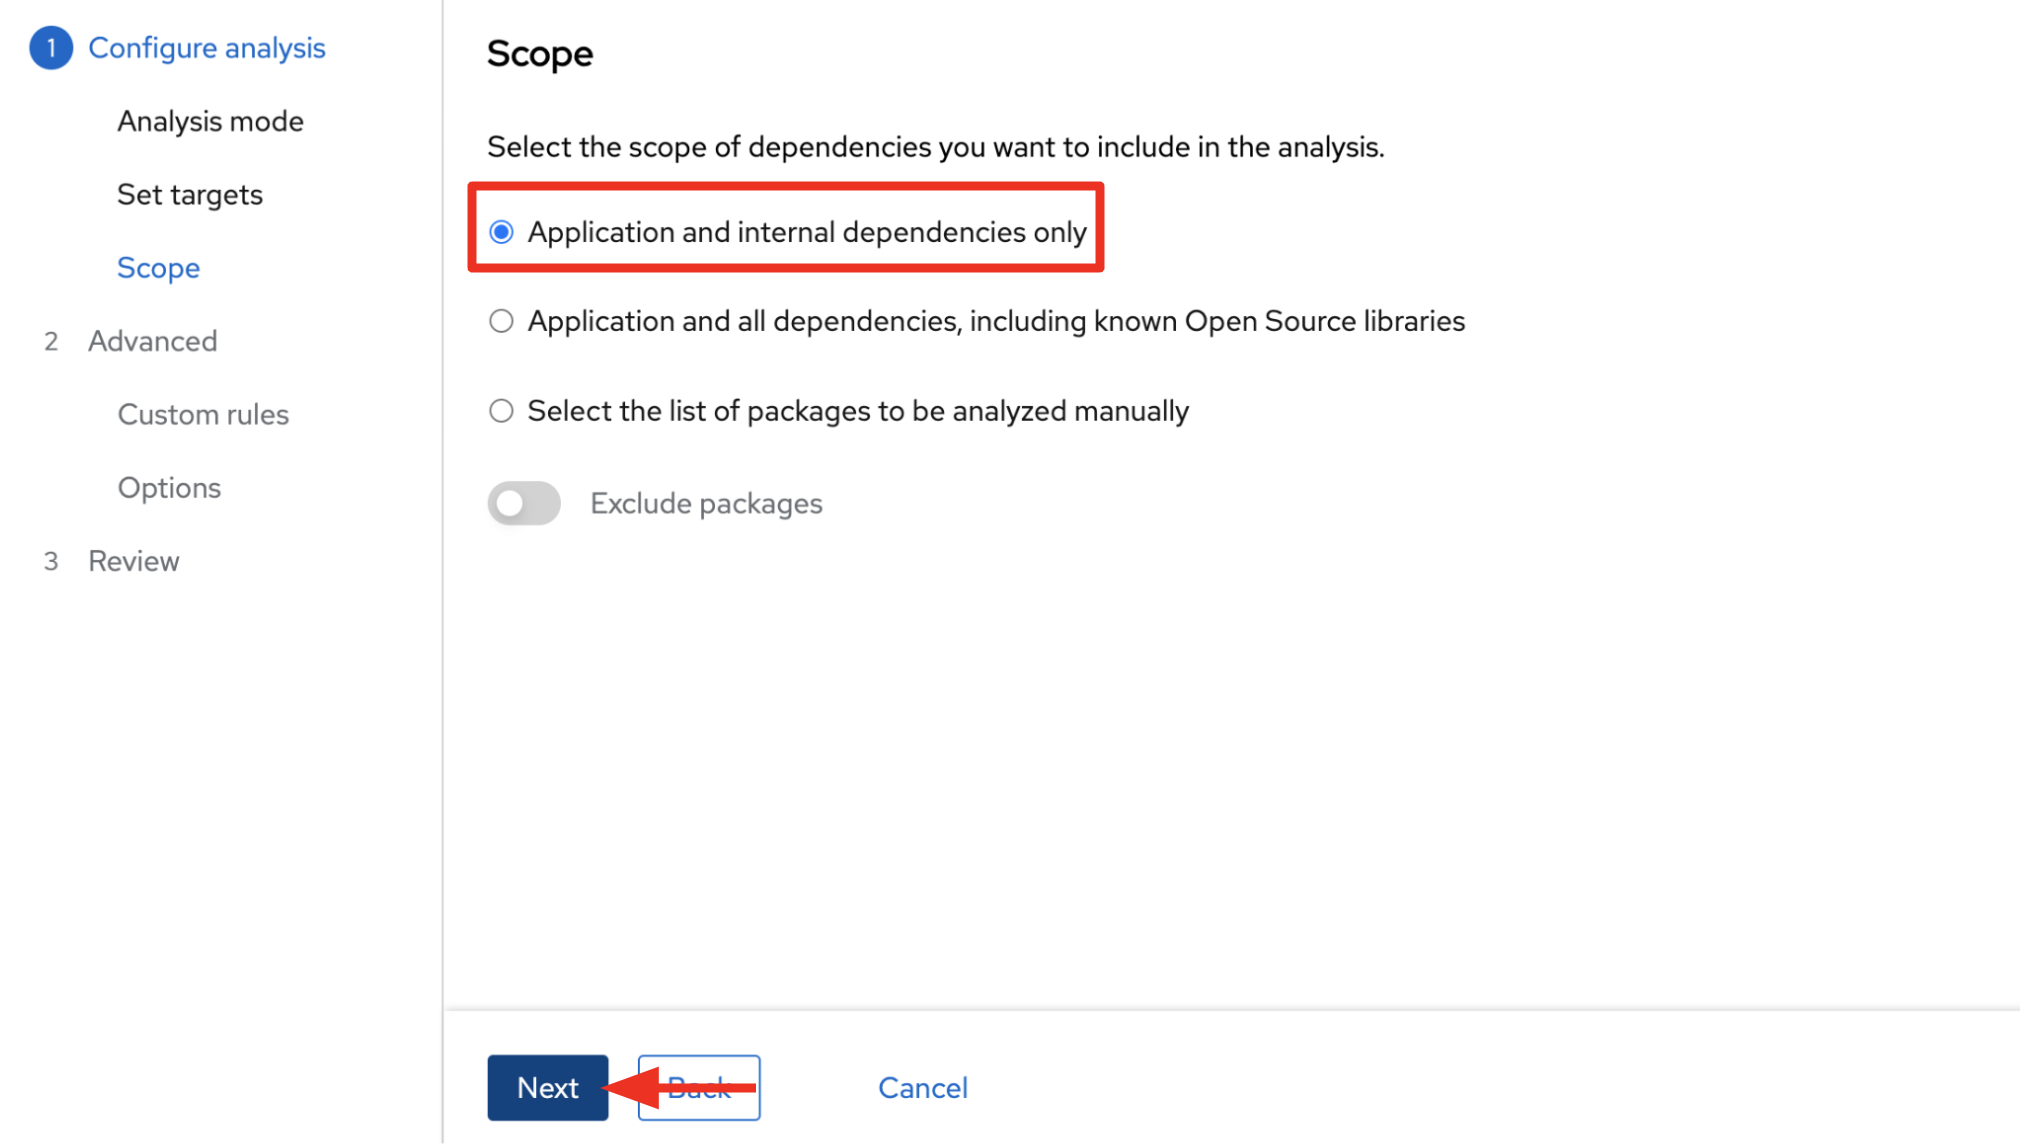 1 Configure analysis
Analysis mode
Set targets
Scope
2 Advanced
Custom rules
Options
3 Review
Scope
Select the scope of dependencies you want to include in the analysis.
Application and internal dependencies only
Application and all dependencies, including known Open Source libraries
Select the list of packages to be analyzed manually
Exclude packages
Next
Back
Cancel